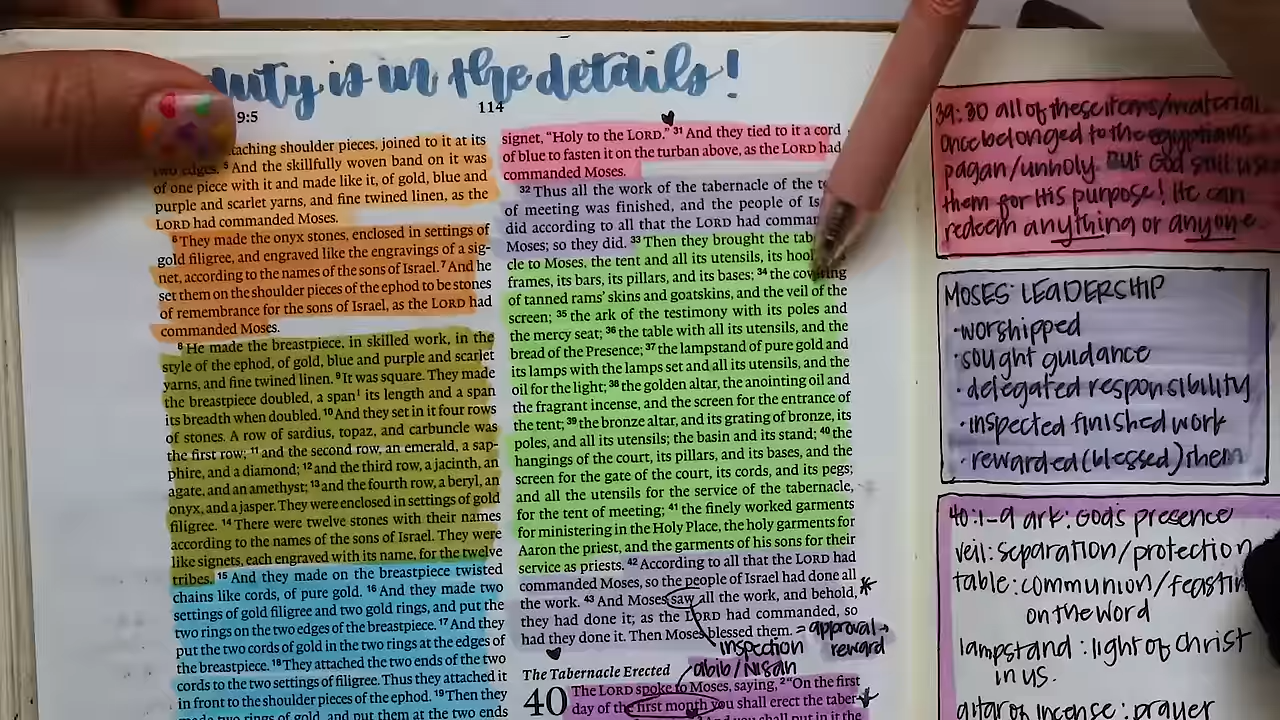 uty is in the details!
9:5
114
taching shoulder pieces, joined to it at its
two edges. 5 And the skillfully woven band on it was
of one piece with it and made like it, of gold, blue and
purple and scarlet yarns, and fine twined linen, as the
LORD had commanded Moses.
6 They made the onyx stones, enclosed in settings of
gold filigree, and engraved like the engravings of a sig-
net, according to the names of the sons of Israel. 7 And he
set them on the shoulder pieces of the ephod to be stones
of remembrance for the sons of Israel, as the LORD had
commanded Moses.
8 He made the breastpiece, in skilled work, in the
style of the ephod, of gold, blue and purple and scarlet
yarns, and fine twined linen. 9 It was square. They made
the breastpiece doubled, a span¹ its length and a span
its breadth when doubled. 10 And they set in it four rows
of stones. A row of sardius, topaz, and carbuncle was
the first row; 11 and the second row, an emerald, a sap-
phire, and a diamond; 12 and the third row, a jacinth, an
agate, and an amethyst; 13 and the fourth row, a beryl, an
onyx, and a jasper. They were enclosed in settings of gold
filigree. 14 There were twelve stones with their names
according to the names of the sons of Israel. They were
like signets, each engraved with its name, for the twelve
tribes. 15 And they made on the breastpiece twisted
chains like cords, of pure gold. 16 And they made two
settings of gold filigree and two gold rings, and put the
two rings on the two edges of the breastpiece. 17 And they
put the two cords of gold in the two rings at the edges of
the breastpiece. 18 They attached the two ends of the two
cords to the two settings of filigree. Thus they attached it
in front to the shoulder pieces of the ephod. 19 Then they
made two rings of gold, and put them at the two ends
signet, "Holy to the LORD." 31 And they tied to it a cord
of blue to fasten it on the turban above, as the LORD had
commanded Moses.
32 Thus all the work of the tabernacle of the
of meeting was finished, and the people of Is
did according to all that the LORD had comman
Moses; so they did. 33 Then they brought the tab
cle to Moses, the tent and all its utensils, its hoo
frames, its bars, its pillars, and its bases; 34 the covering
of tanned rams' skins and goatskins, and the veil of the
screen; 35 the ark of the testimony with its poles and
the mercy seat; 36 the table with all its utensils, and the
bread of the Presence; 37 the lampstand of pure gold and
its lamps with the lamps set and all its utensils, and the
oil for the light; 38 the golden altar, the anointing oil and
the fragrant incense, and the screen for the entrance of
the tent; 39 the bronze altar, and its grating of bronze, its
poles, and all its utensils; the basin and its stand; 40 the
hangings of the court, its pillars, and its bases, and the
screen for the gate of the court, its cords, and its pegs;
and all the utensils for the service of the tabernacle,
for the tent of meeting; 41 the finely worked garments
for ministering in the Holy Place, the holy garments for
Aaron the priest, and the garments of his sons for their
service as priests. 42 According to all that the LORD had
commanded Moses, so the people of Israel had done all
the work. 43 And Moses saw all the work, and behold,
they had done it; as the LORD had commanded, so
had they done it. Then Moses blessed them. = approval →
inspection reward
The Tabernacle Erected
abib/Nisan
40 The LORD spoke to Moses, saying, 2 "On the first
day of the first month you shall erect the taber-
39:30 all of these items/material
once belonged to the egyptians
pagan/unholy. But God still use
them for His purpose! He can
redeem anything or anyone
MOSES' LEADERSHIP
·worshipped
·sought guidance
·delegated responsibility
·inspected finished work
·rewarded (blessed) them
40:1-9 ark: God's presence
veil: separation/protection
table: communion/feastin
on the word
lampstand: light of Christ
in us.
altar of incense: prayer